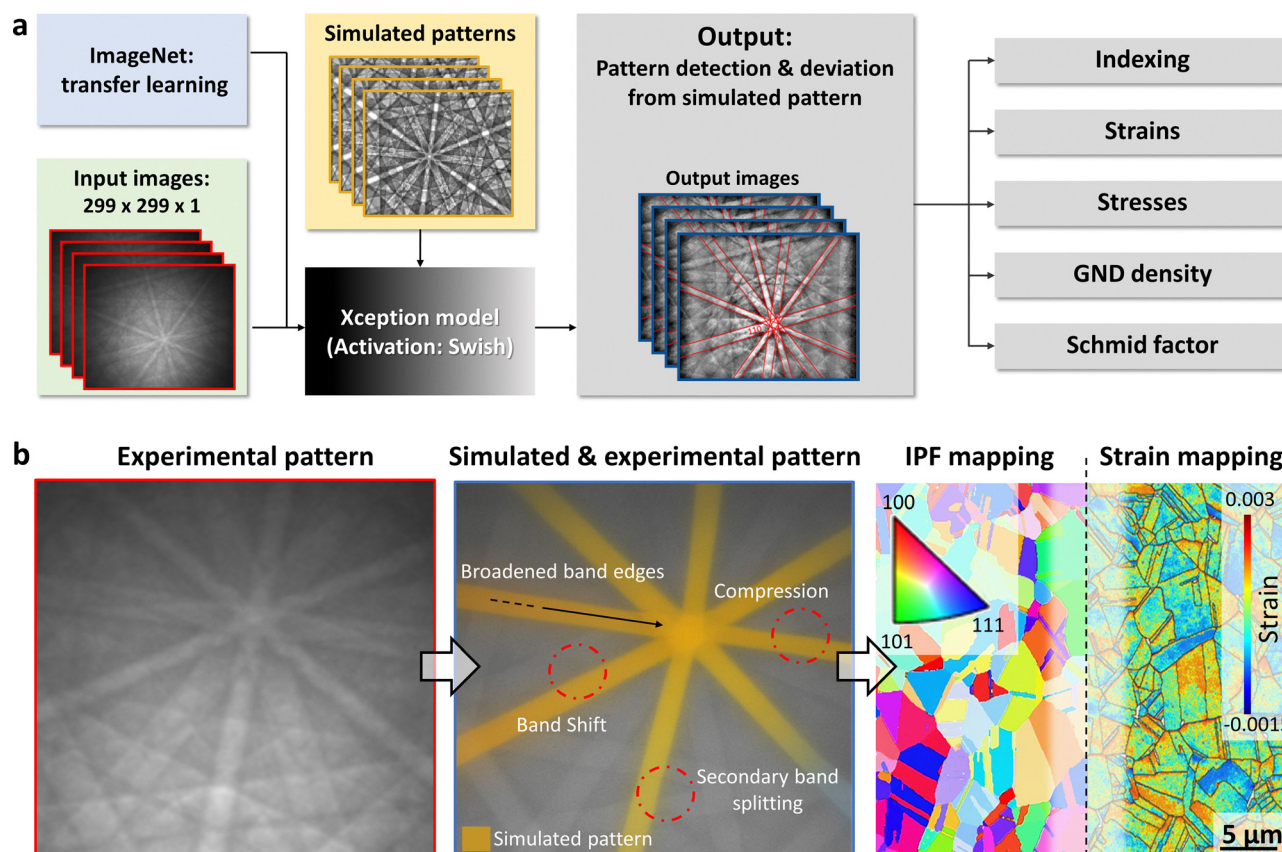 a
ImageNet:
transfer learning
Input images:
299 x 299 x 1
Simulated patterns
Xception model
(Activation: Swish)
Output:
Pattern detection & deviation
from simulated pattern
Output images
Indexing
Strains
Stresses
GND density
Schmid factor
b
Experimental pattern
Simulated & experimental pattern
Broadened band edges
Compression
Band Shift
Secondary band
splitting
Simulated pattern
IPF mapping
100
111
101
Strain mapping
0.003
Strain
5 µm